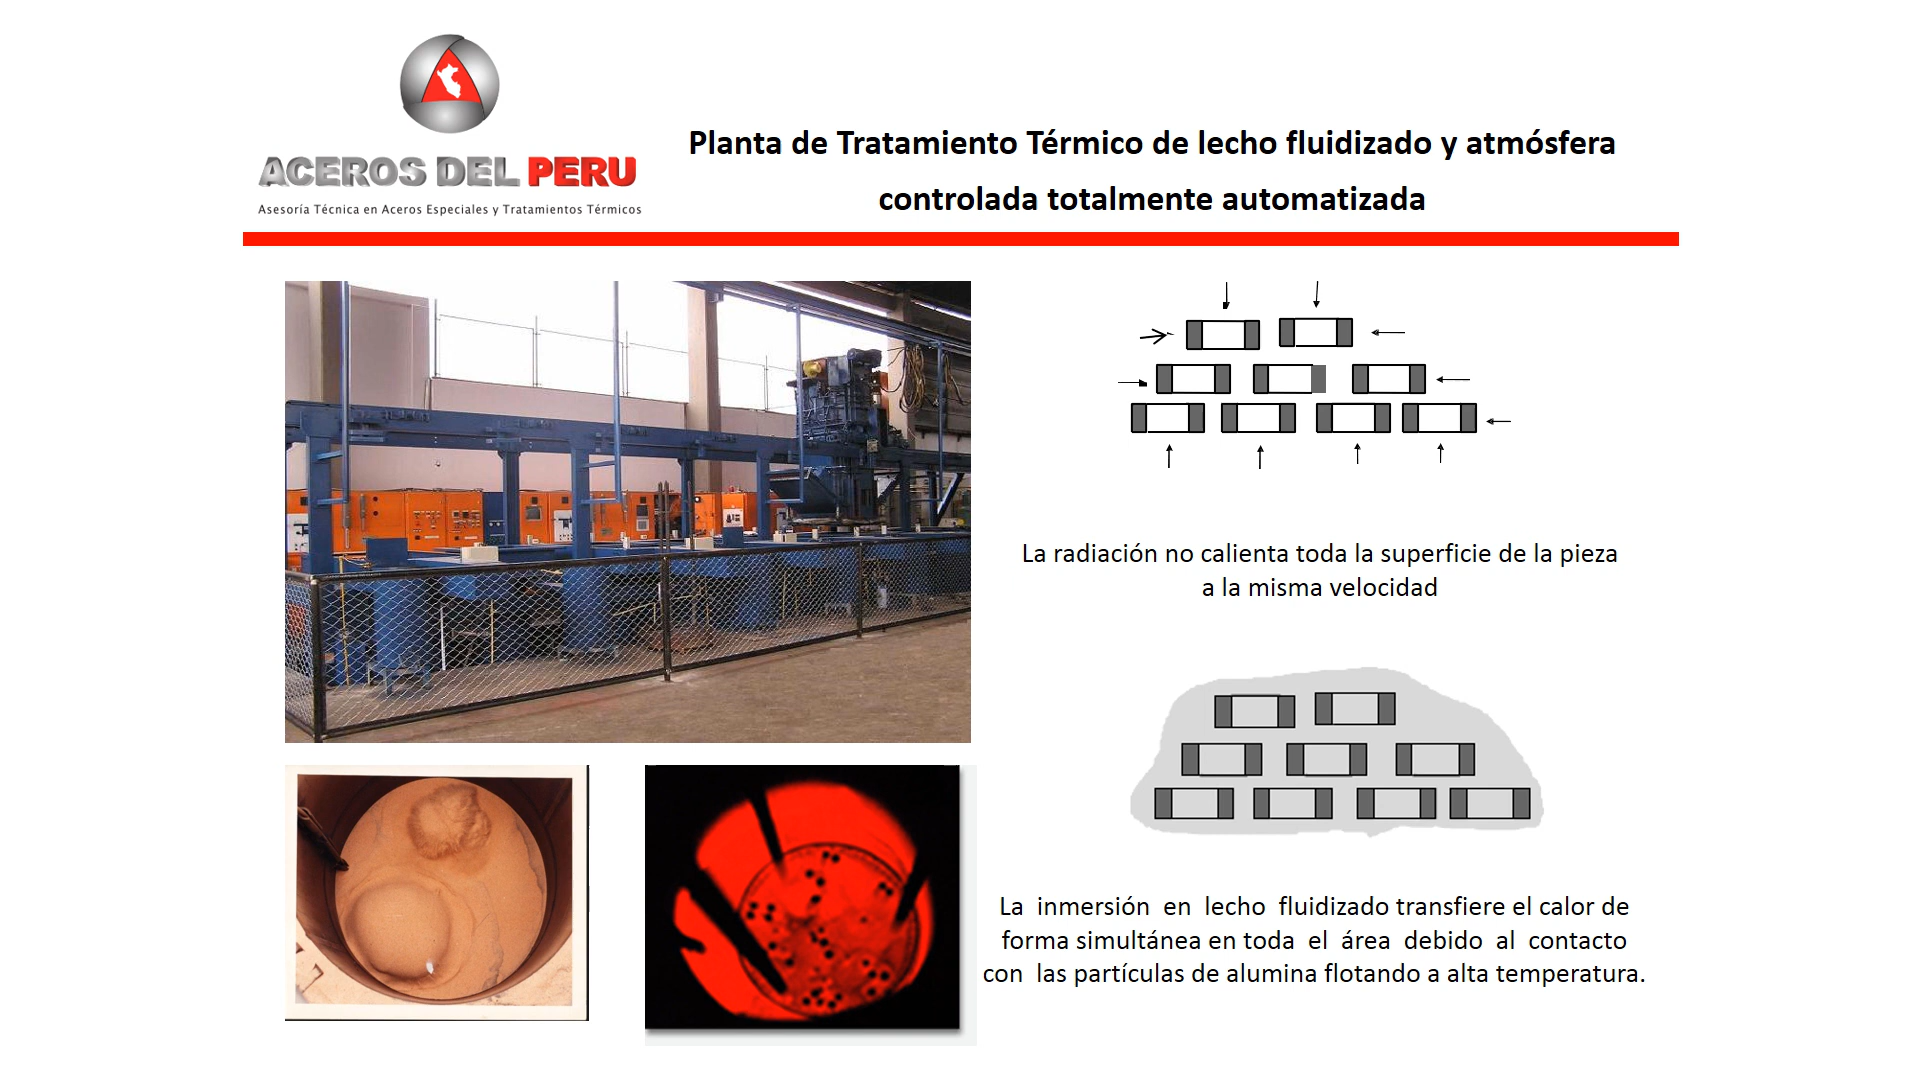 ACEROS DEL PERU
Asesoría Técnica en Aceros Especiales y Tratamientos Térmicos
Planta de Tratamiento Térmico de lecho fluidizado y atmósfera
controlada totalmente automatizada
La radiación no calienta toda la superficie de la pieza
a la misma velocidad
La inmersión en lecho fluidizado transfiere el calor de
forma simultánea en toda el área debido al contacto
con las partículas de alumina flotando a alta temperatura.